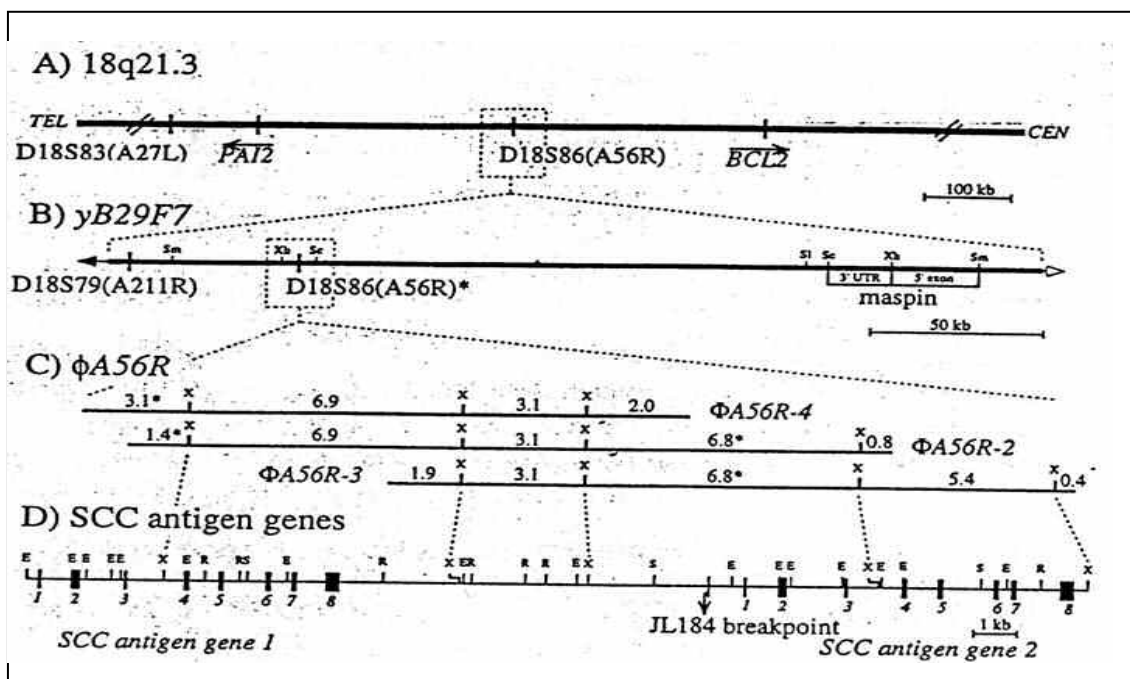 A) 18q21.3
TEL CEN
D18S83(A27L) PAI2 D18S86(A56R) BCL2
100 kb
B) yB29F7
Sm Xb Sc Sl Sc Xb Sm
D18S79(A211R) D18S86(A56R)* 3' UTR 5' exon
maspin
50 kb
C) ϕA56R
3.1* x 6.9 x 3.1 x 2.0 ΦA56R-4
1.4* x 6.9 3.1 6.8* x 0.8 ΦA56R-2
ΦA56R-3 1.9 x 3.1 x 6.8* x 5.4 x 0.4
D) SCC antigen genes
E E E E E X E R R S E R X E R R R E X S E E E E X E E S E R X
1 2 3 4 5 6 7 8 1 2 3 4 5 6 7 8
JL184 breakpoint 1 kb
SCC antigen gene 1 SCC antigen gene 2